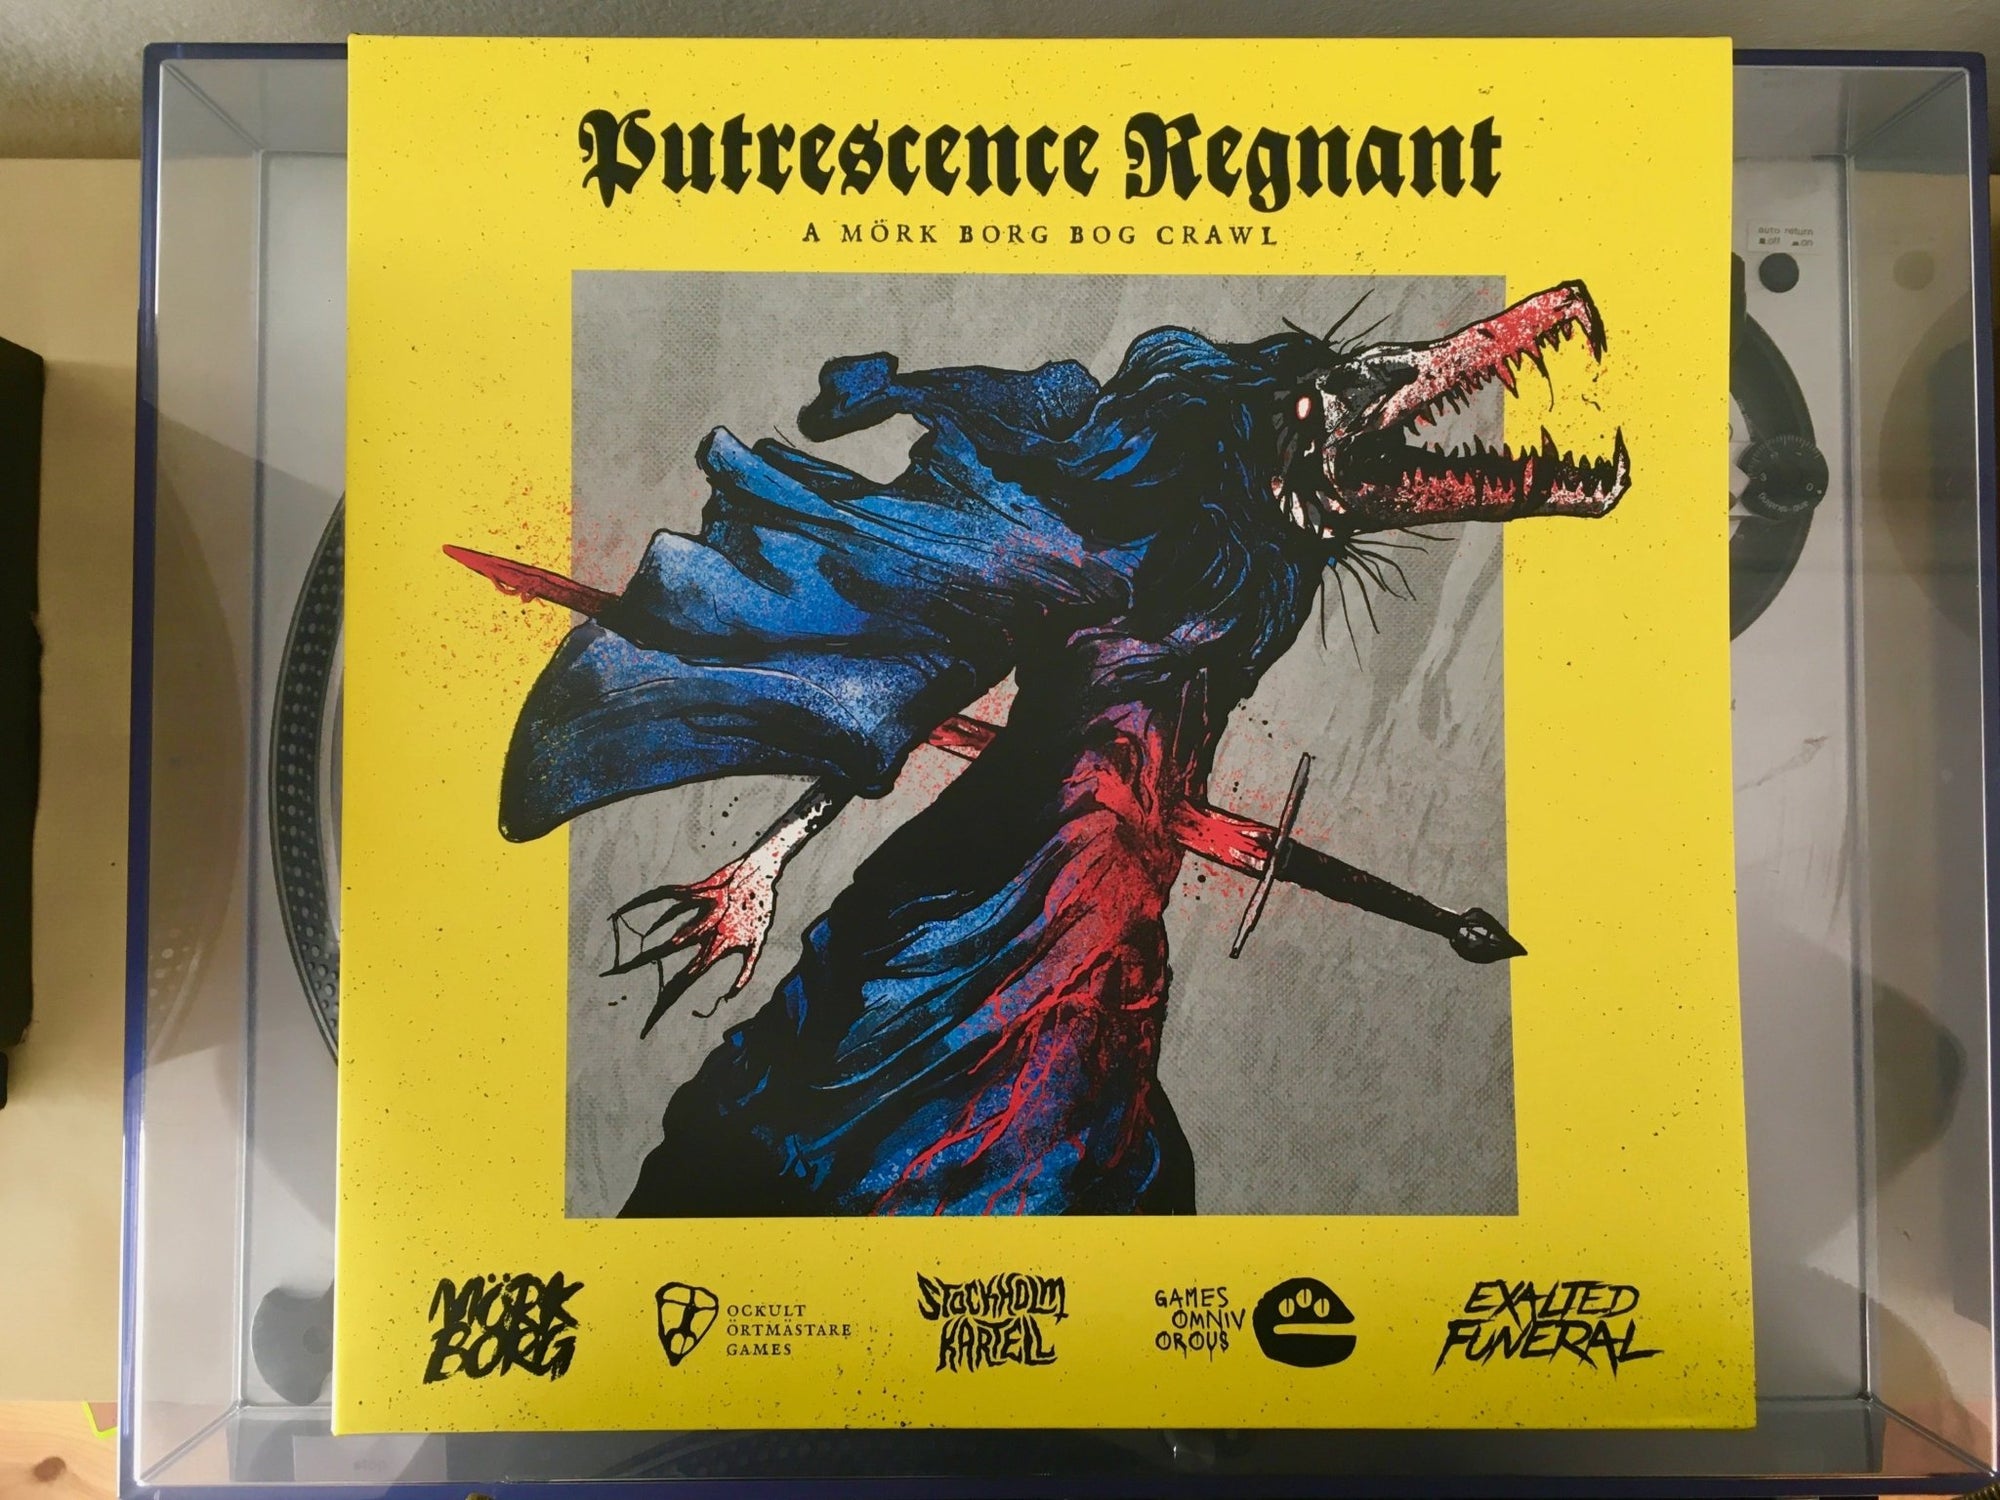 Putrescence Regnant
A MÖRK BORG BOG CRAWL
auto return
off on
MÖRK
BORG
OCKULT
ÖRTMÄSTARE
GAMES
STOCKHOLM
KARTELL
GAMES
OMNIV
OROUS
EXALTED
FUNERAL